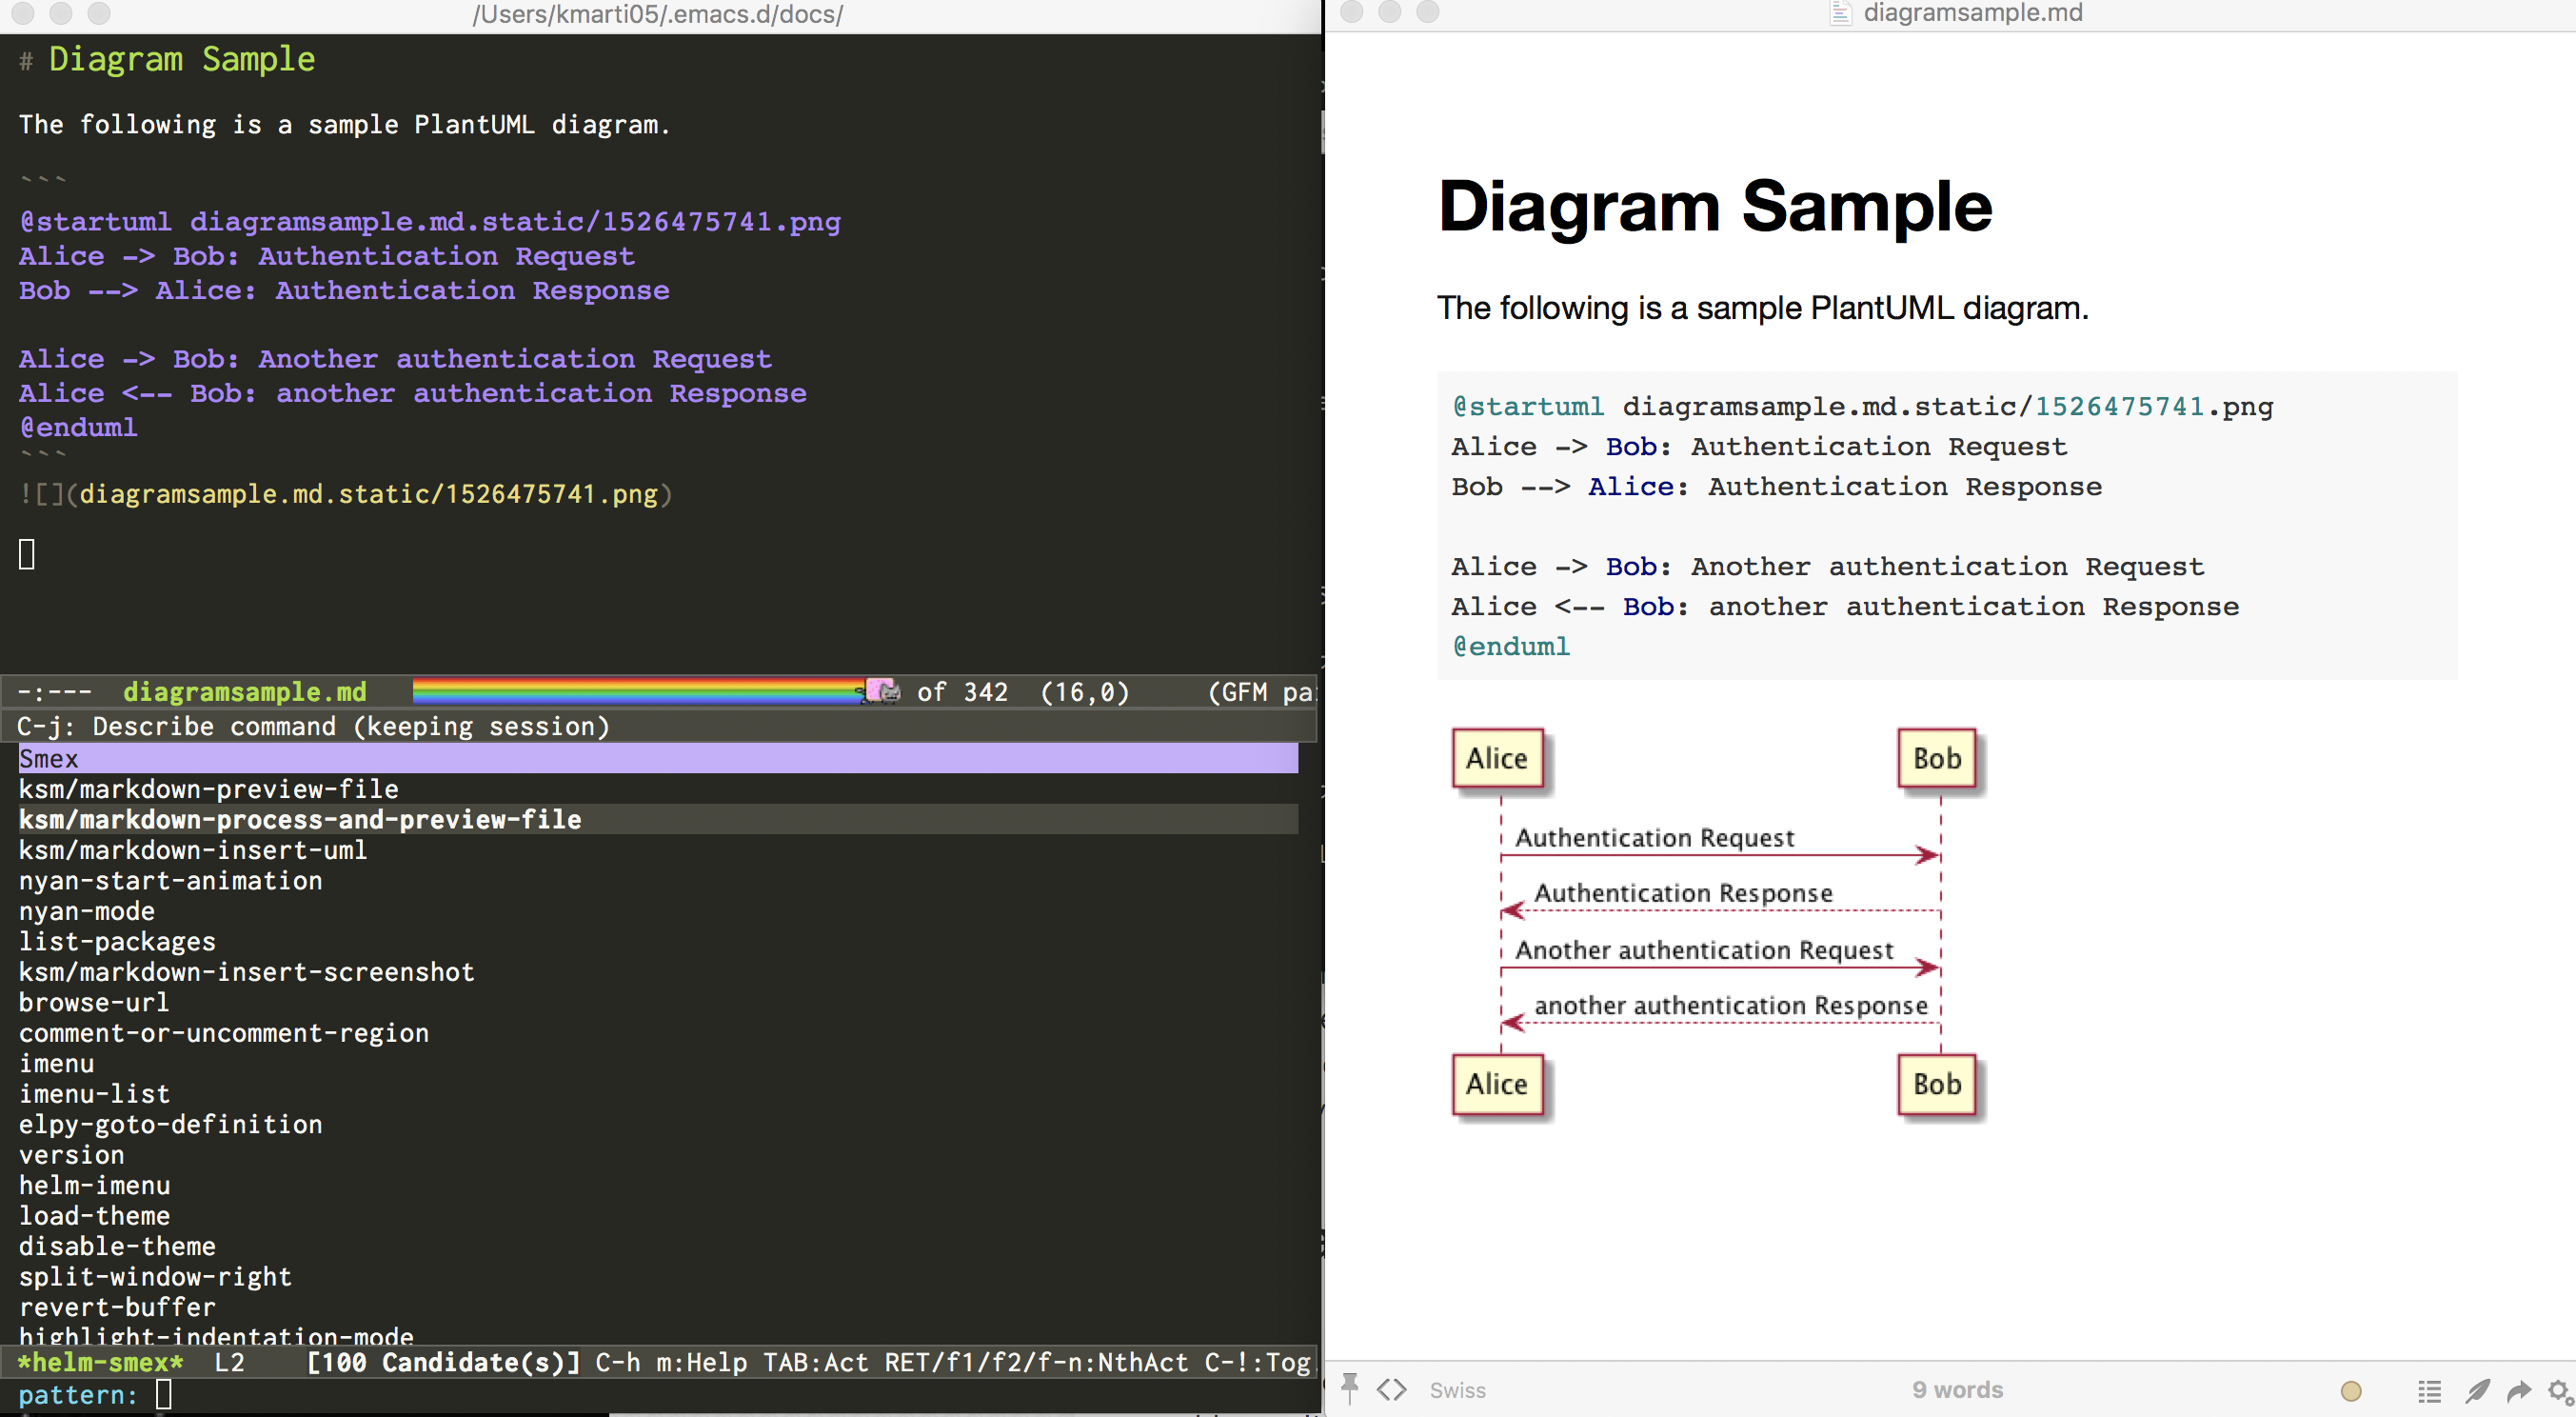 /Users/kmarti05/.emacs.d/docs/
# Diagram Sample
The following is a sample PlantUML diagram.
```
@startuml diagramsample.md.static/1526475741.png
Alice -> Bob: Authentication Request
Bob --> Alice: Authentication Response
Alice -> Bob: Another authentication Request
Alice <-- Bob: another authentication Response
@enduml
```
![](diagramsample.md.static/1526475741.png)
-:--- diagramsample.md of 342 (16,0) (GFM pa
C-j: Describe command (keeping session)
Smex
ksm/markdown-preview-file
ksm/markdown-process-and-preview-file
ksm/markdown-insert-uml
nyan-start-animation
nyan-mode
list-packages
ksm/markdown-insert-screenshot
browse-url
comment-or-uncomment-region
imenu
imenu-list
elpy-goto-definition
version
helm-imenu
load-theme
disable-theme
split-window-right
revert-buffer
highlight-indentation-mode
*helm-smex* L2 [100 Candidate(s)] C-h m:Help TAB:Act RET/f1/f2/f-n:NthAct C-!:Tog
pattern:
diagramsample.md
Diagram Sample
The following is a sample PlantUML diagram.
@startuml diagramsample.md.static/1526475741.png
Alice -> Bob: Authentication Request
Bob --> Alice: Authentication Response
Alice -> Bob: Another authentication Request
Alice <-- Bob: another authentication Response
@enduml
Alice Bob
Authentication Request
Authentication Response
Another authentication Request
another authentication Response
Alice Bob
Swiss 9 words